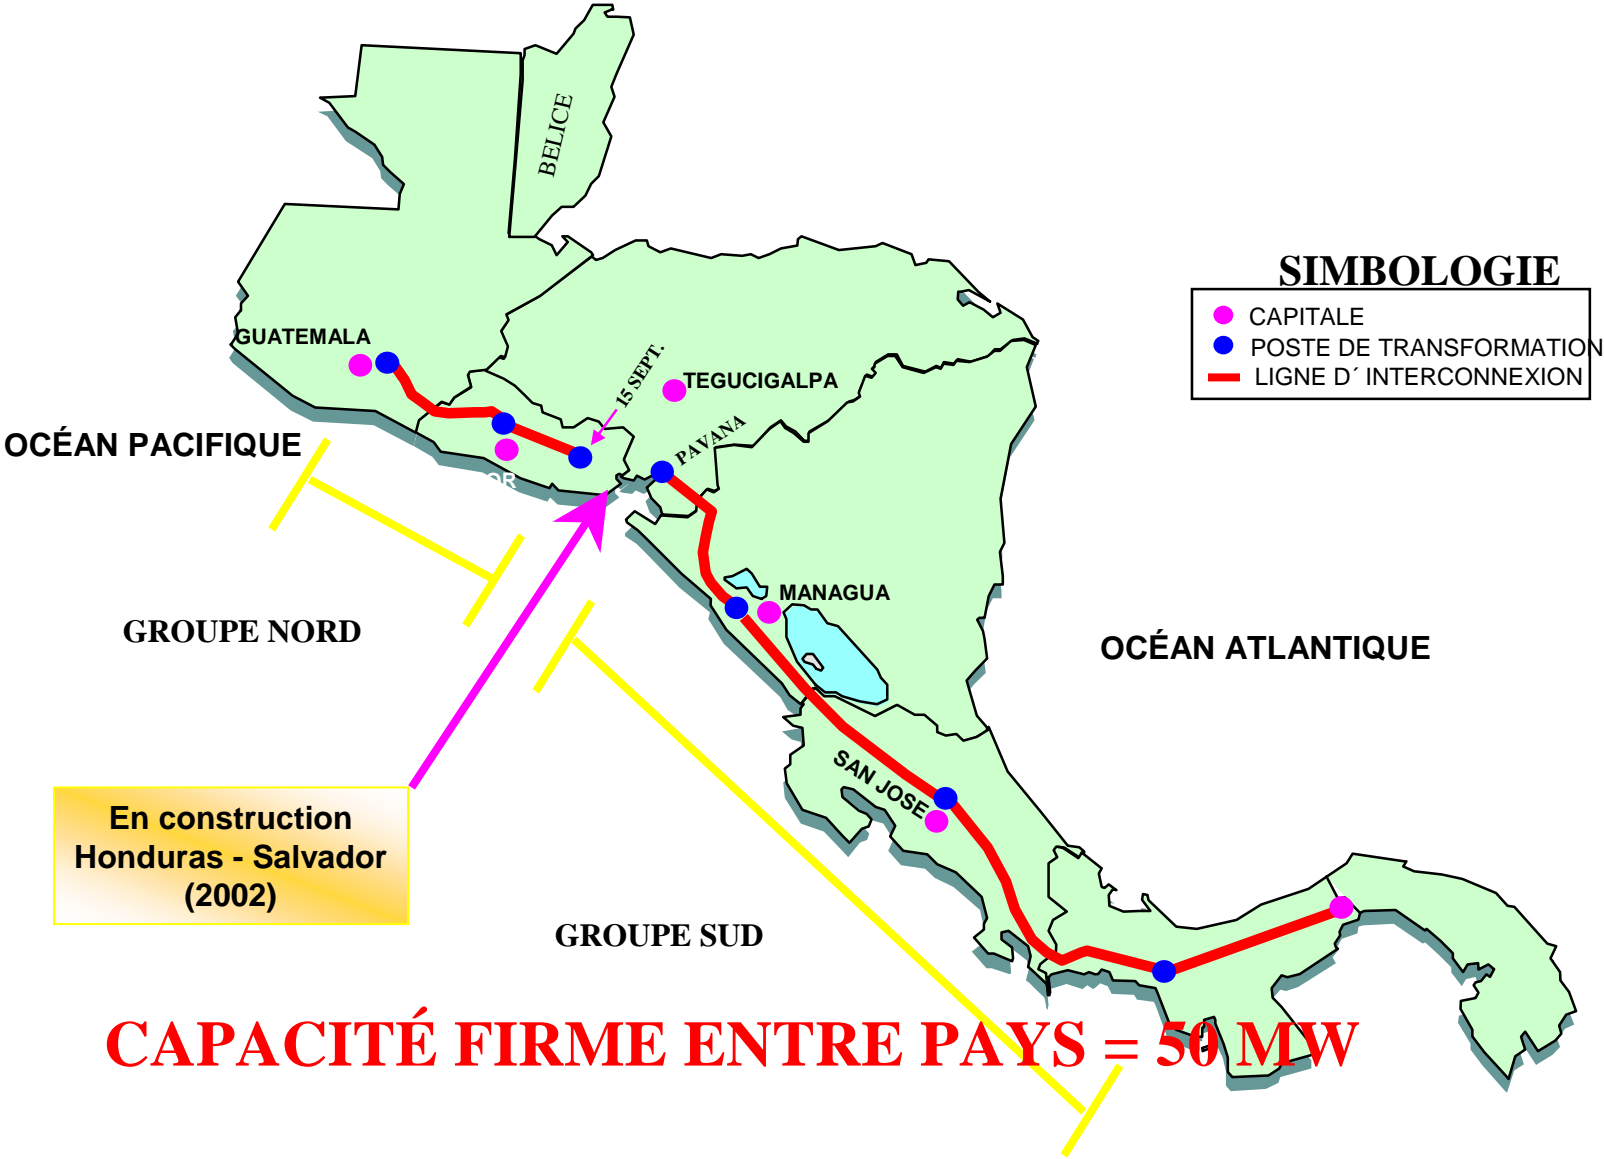 BELICE
SIMBOLOGIE
CAPITALE
POSTE DE TRANSFORMATION
LIGNE D´ INTERCONNEXION
GUATEMALA
15 SEPT.
TEGUCIGALPA
PAVANA
OCÉAN PACIFIQUE
OR
MANAGUA
GROUPE NORD
OCÉAN ATLANTIQUE
SAN JOSE
En construction
Honduras - Salvador
(2002)
GROUPE SUD
CAPACITÉ FIRME ENTRE PAYS = 50 MW